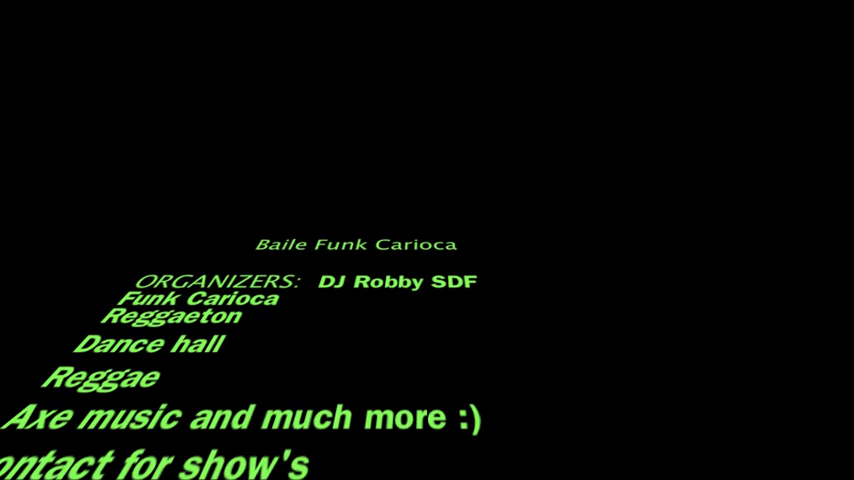 Baile Funk Carioca
ORGANIZERS: DJ Robby SDF
Funk Carioca
Reggaeton
Dance hall
Reggae
Axe music and much more :)
for show's